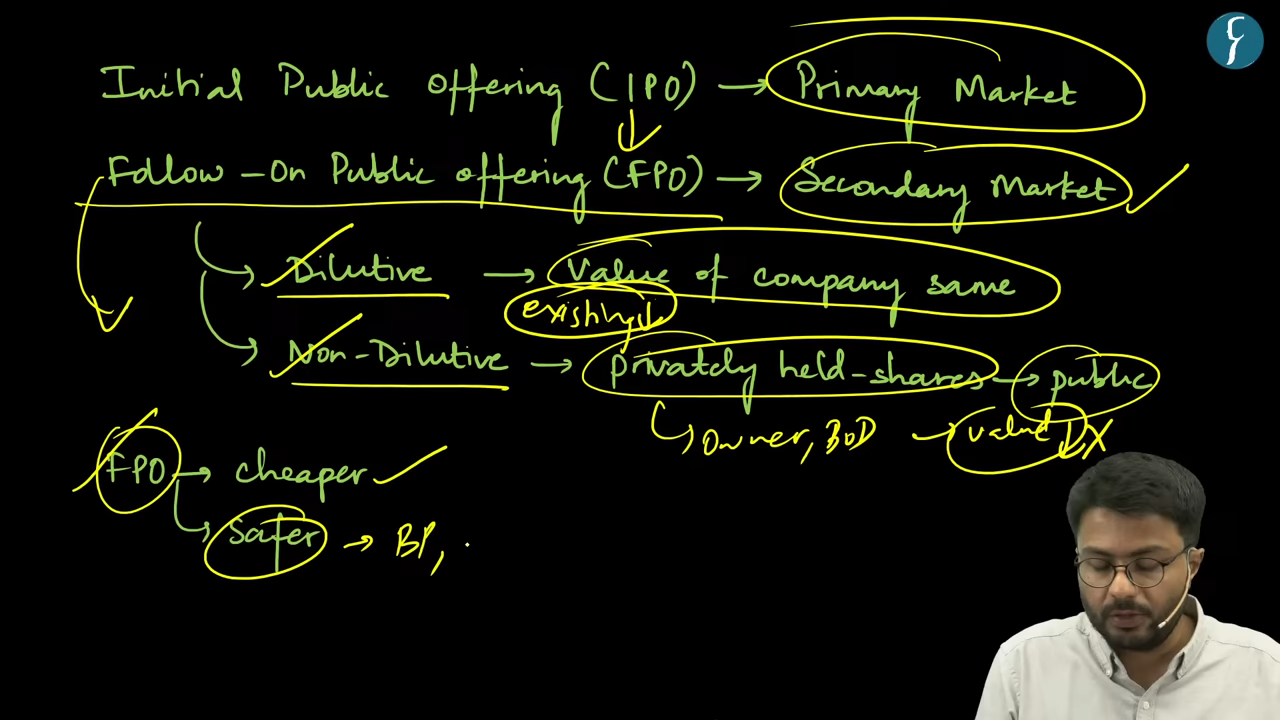 Initial Public Offering (IPO) → Primary Market
Follow-On Public Offering (FPO) → Secondary Market
Dilutive → Value of company same
existing ↓
Non-Dilutive → privately held-shares → public
Owner, BoD → value ↓ X
FPO → cheaper
safer → BP,